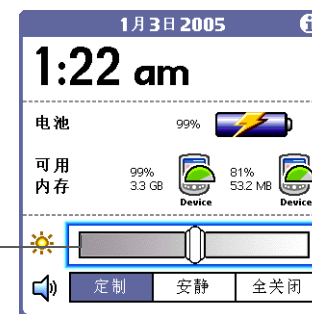 1月3日 2005
1:22 am
电池 99%
可用
内存
99% 81%
3.3 GB 53.2 MB
Device Device
定制 安静 全关闭